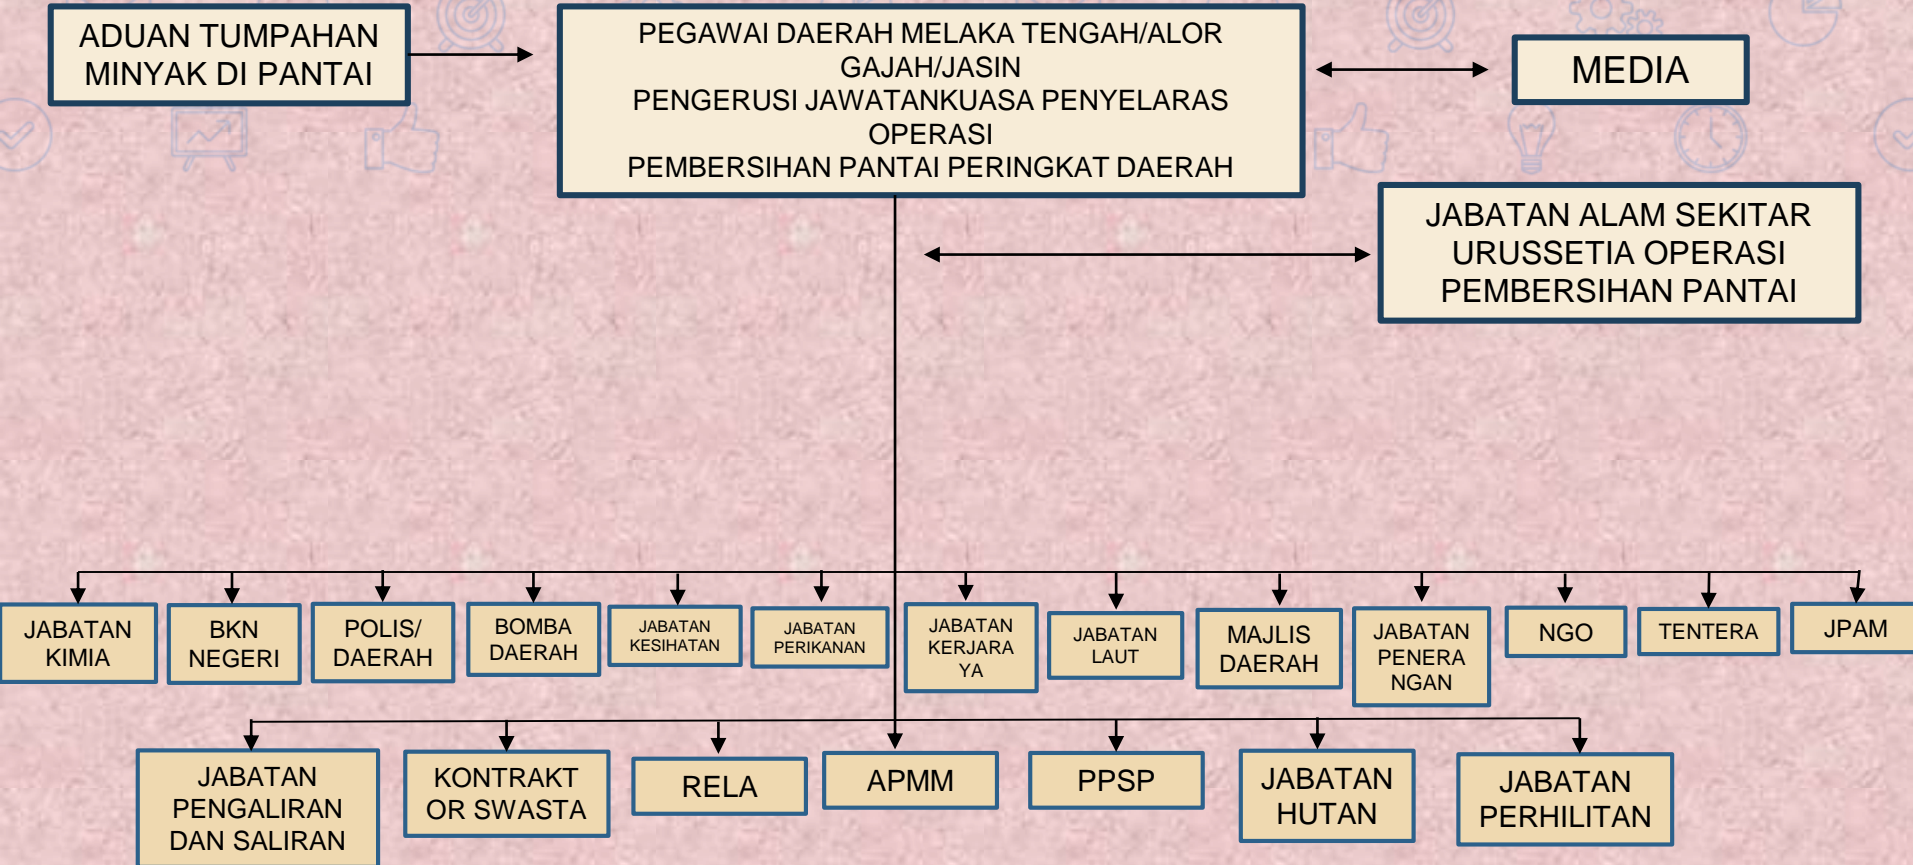 ADUAN TUMPAHAN
MINYAK DI PANTAI
PEGAWAI DAERAH MELAKA TENGAH/ALOR
GAJAH/JASIN
PENGERUSI JAWATANKUASA PENYELARAS
OPERASI
PEMBERSIHAN PANTAI PERINGKAT DAERAH
MEDIA
JABATAN ALAM SEKITAR
URUSSETIA OPERASI
PEMBERSIHAN PANTAI
JABATAN
KIMIA
BKN
NEGERI
POLIS/
DAERAH
BOMBA
DAERAH
JABATAN
KESIHATAN
JABATAN
PERIKANAN
JABATAN
KERJARA
YA
JABATAN
LAUT
MAJLIS
DAERAH
JABATAN
PENERA
NGAN
NGO
TENTERA
JPAM
JABATAN
PENGALIRAN
DAN SALIRAN
KONTRAKT
OR SWASTA
RELA
APMM
PPSP
JABATAN
HUTAN
JABATAN
PERHILITAN